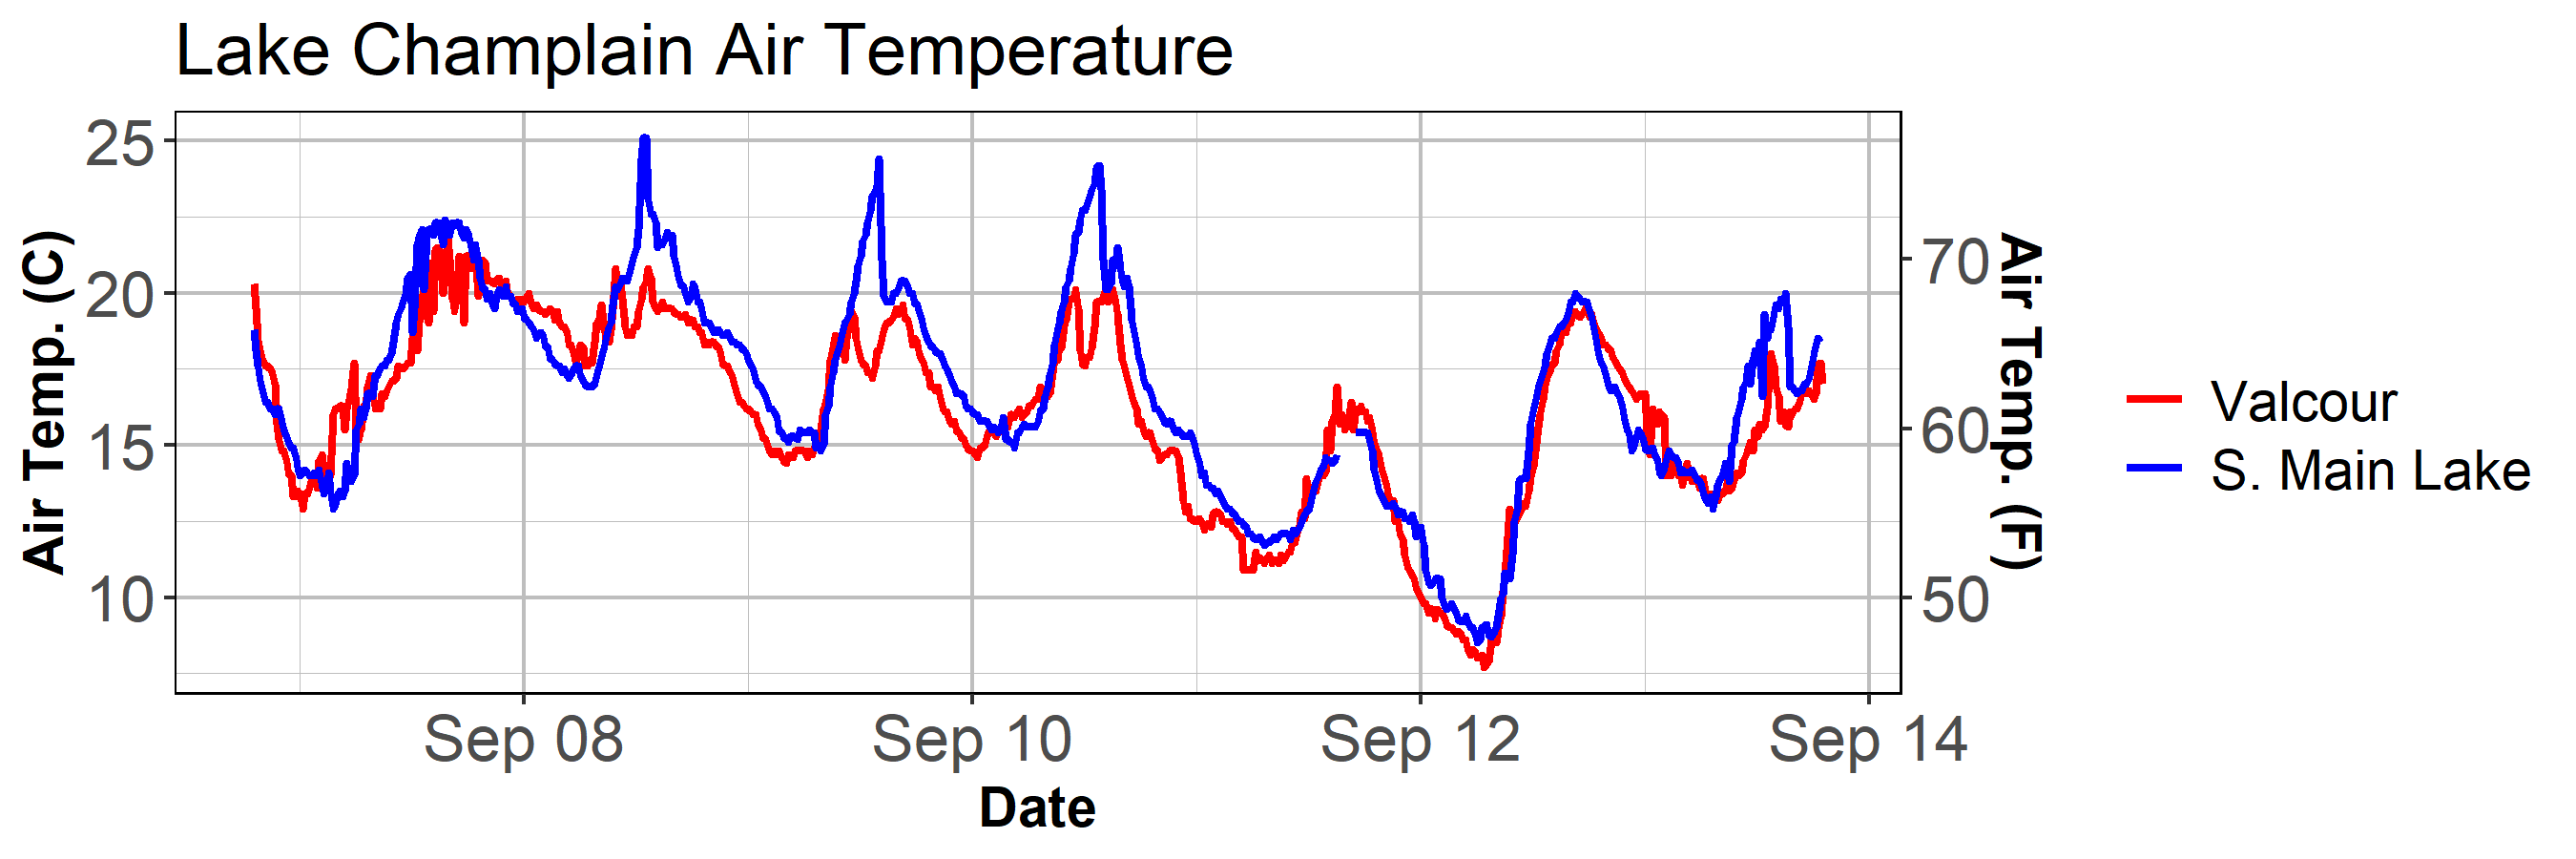 Lake Champlain Air Temperature
Air Temp. (C)
25
20
15
10
Air Temp. (F)
70
60
50
Sep 08
Sep 10
Sep 12
Sep 14
Date
Valcour
S. Main Lake